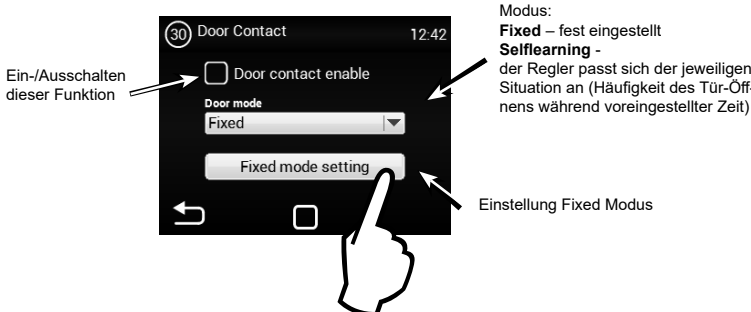 Modus:
Fixed – fest eingestellt
Selflearning -
der Regler passt sich der jeweiligen
Situation an (Häufigkeit des Tür-Öff-
nens während voreingestellter Zeit)
30 Door Contact 12:42
Ein-/Ausschalten
dieser Funktion
Door contact enable
Door mode
Fixed
Fixed mode setting
Einstellung Fixed Modus